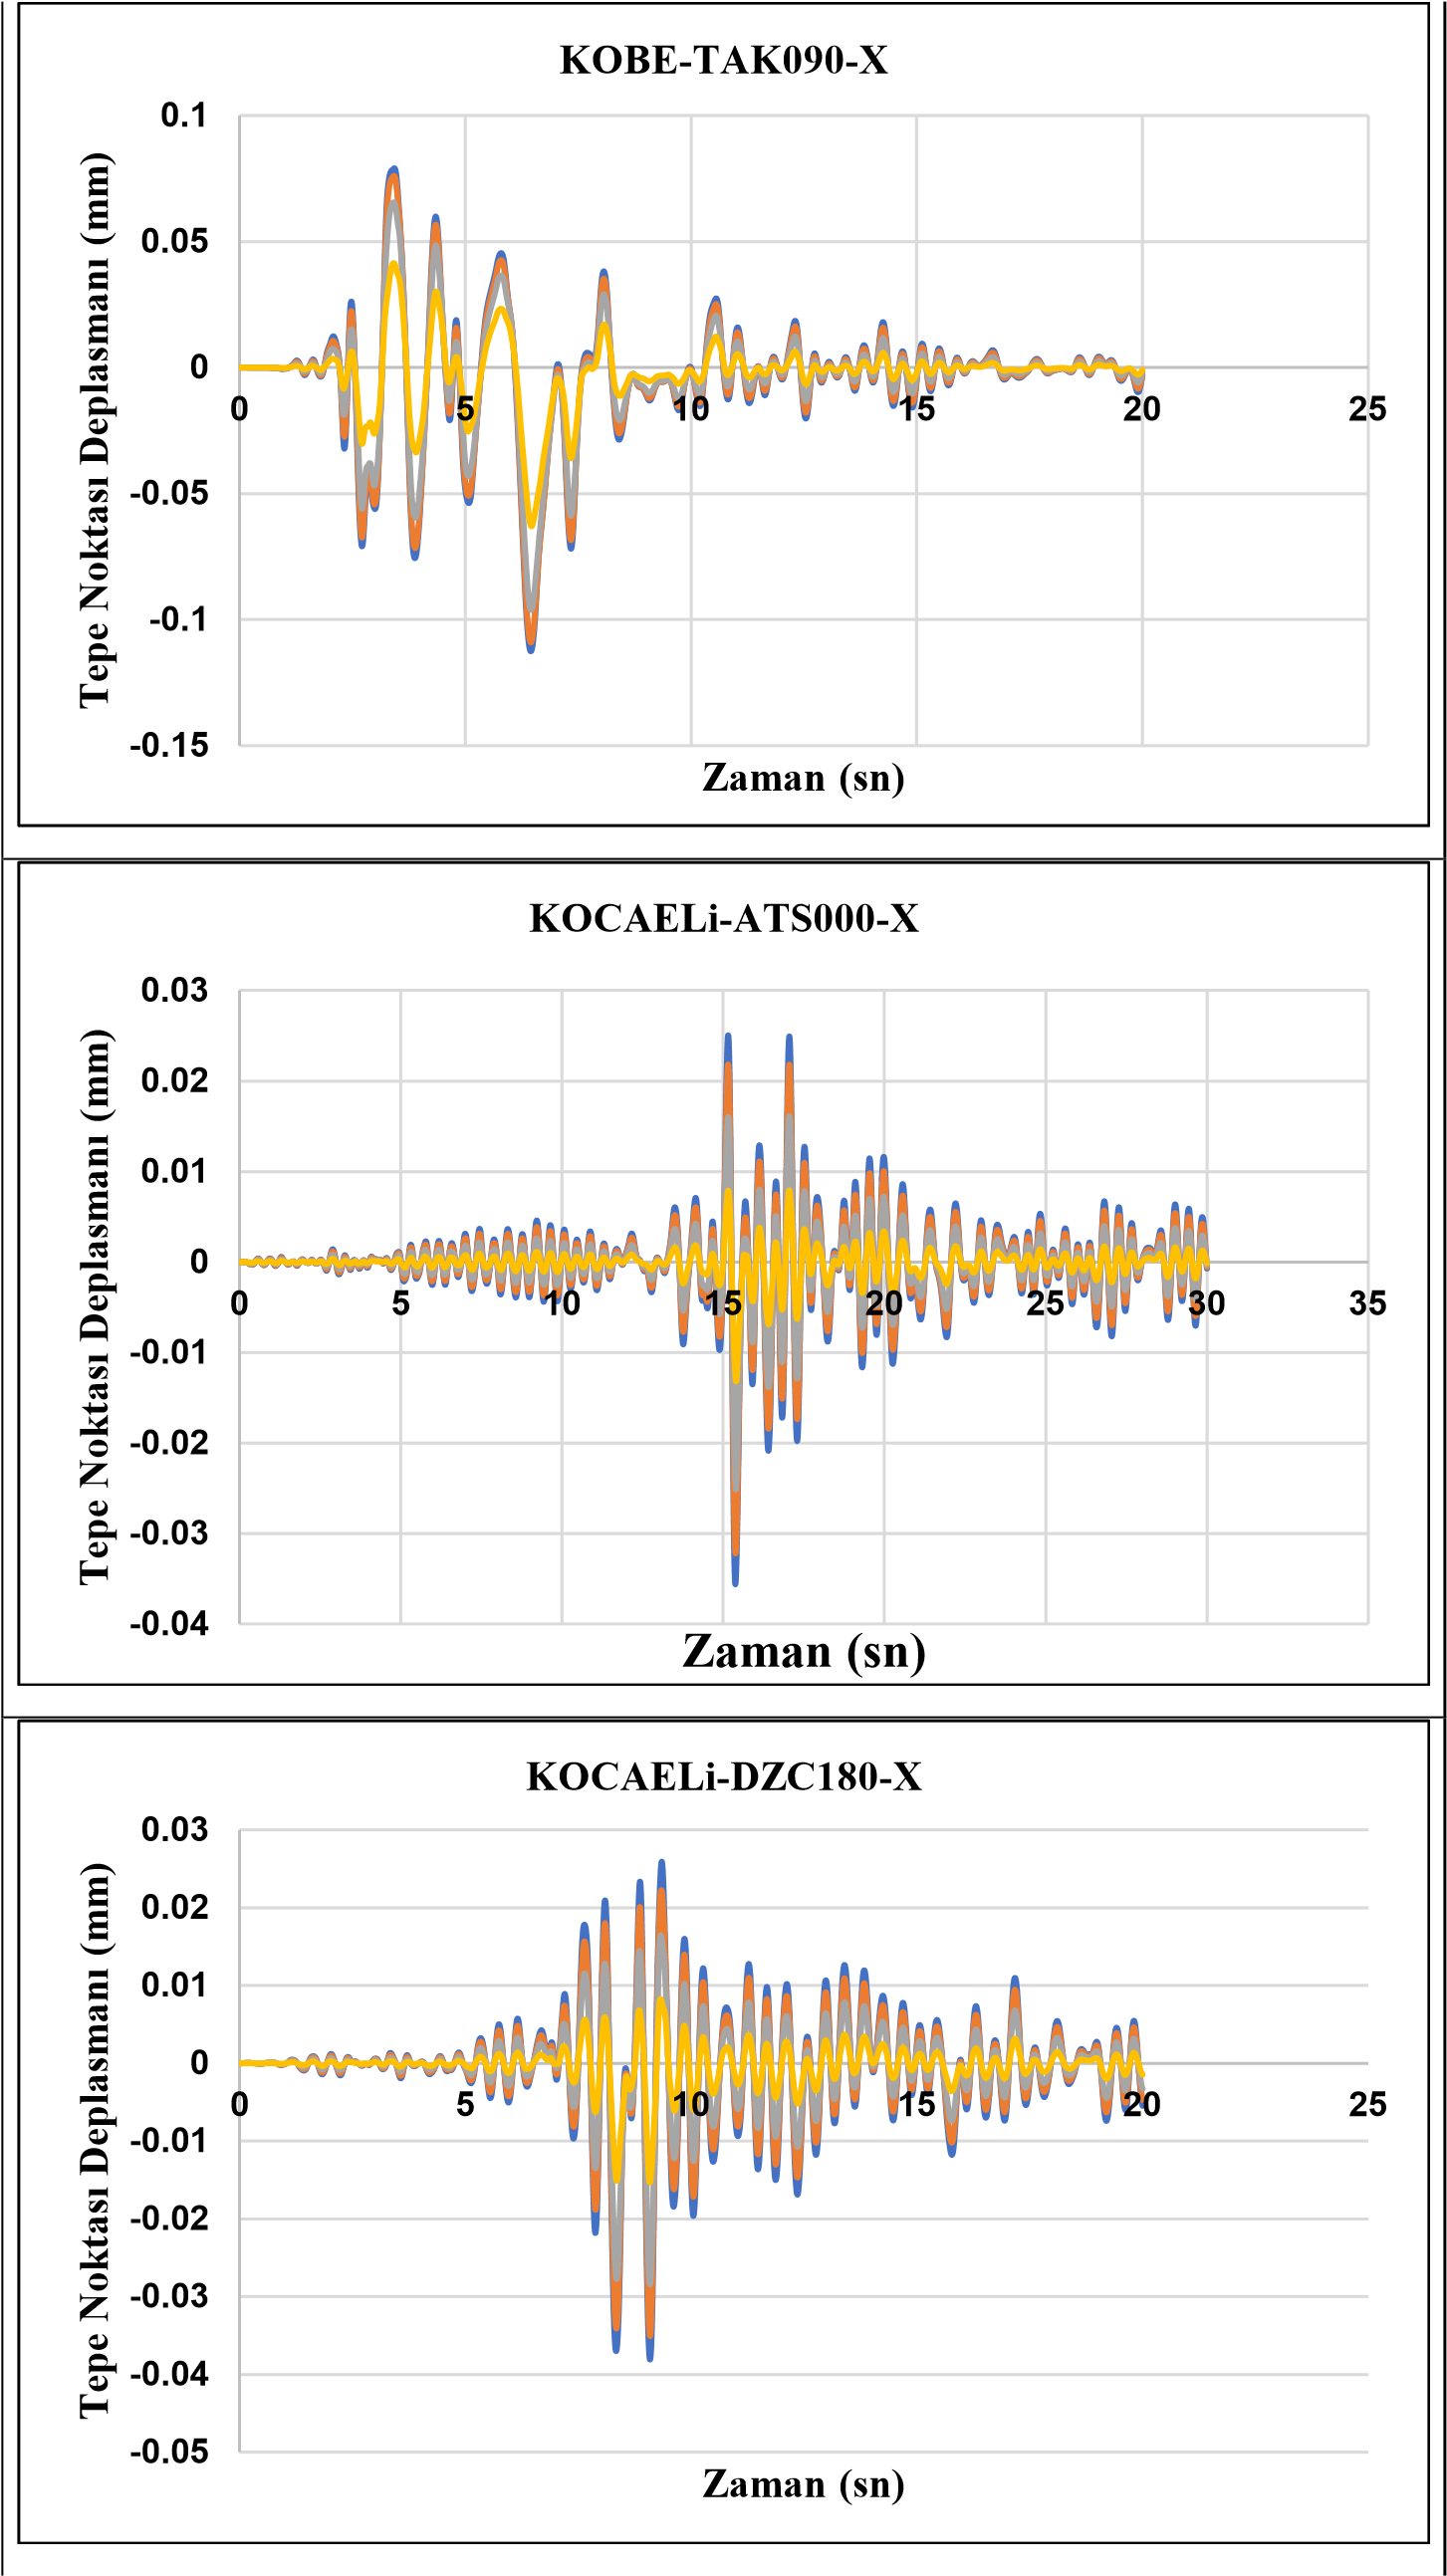 KOBE-TAK090-X
0.1
0.05
0
-0.05
-0.1
-0.15
0 5 10 15 20 25
Tepe Noktası Deplasmanı (mm)
Zaman (sn)
KOCAELi-ATS000-X
0.03
0.02
0.01
0
-0.01
-0.02
-0.03
-0.04
0 5 10 15 20 25 30 35
Tepe Noktası Deplasmanı (mm)
Zaman (sn)
KOCAELi-DZC180-X
0.03
0.02
0.01
0
-0.01
-0.02
-0.03
-0.04
-0.05
0 5 10 15 20 25
Tepe Noktası Deplasmanı (mm)
Zaman (sn)